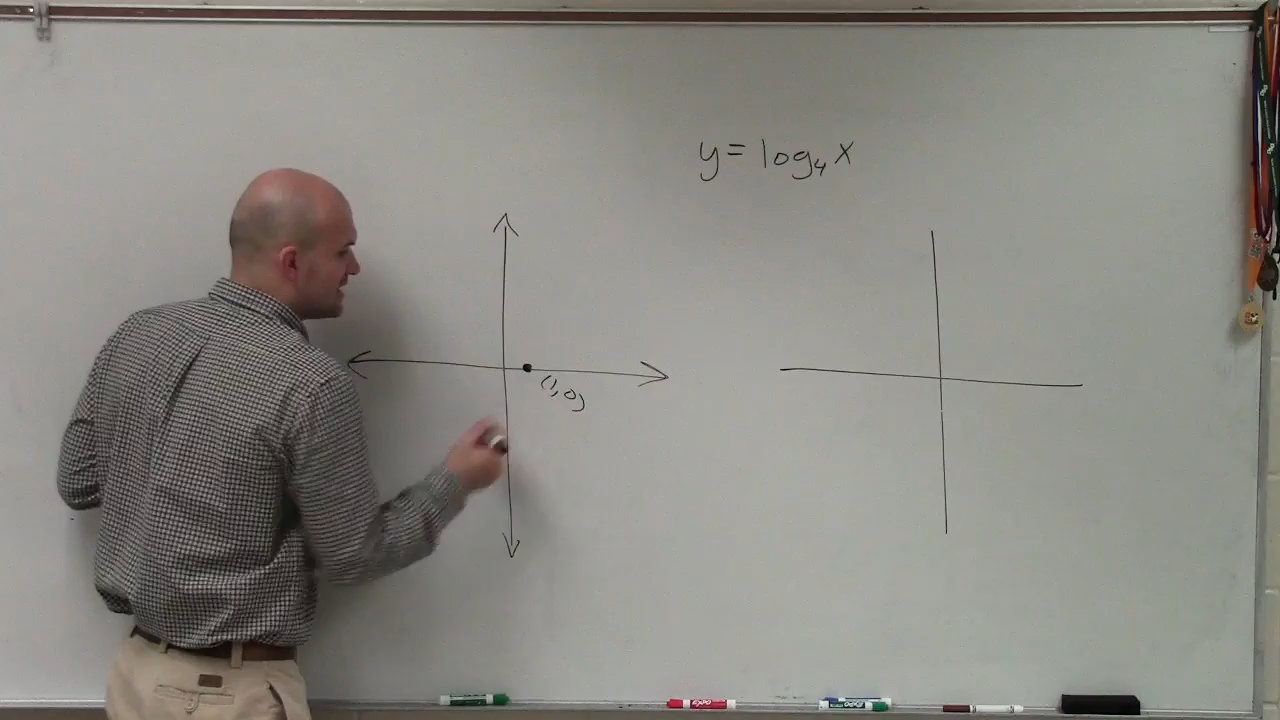 y = log₄ x
(1, 0)